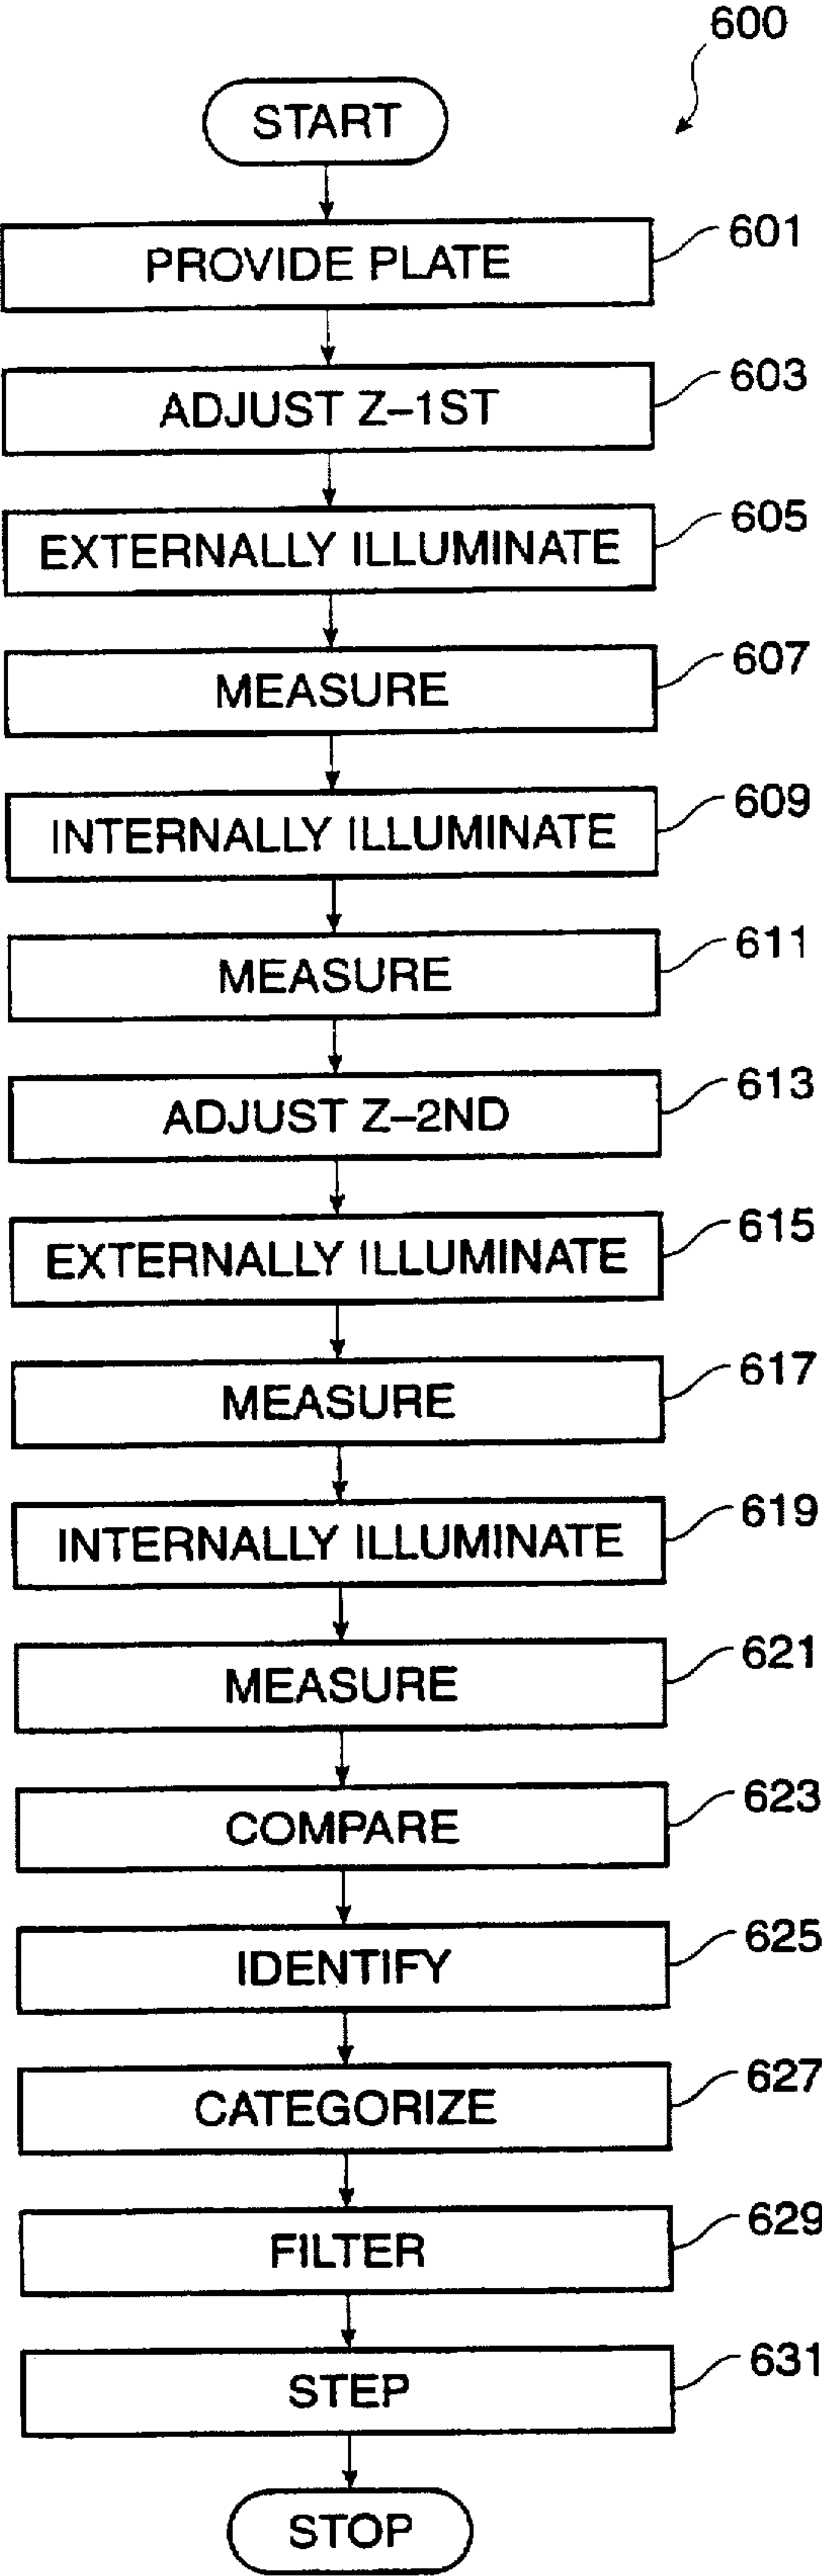 600
START
PROVIDE PLATE 601
ADJUST Z–1ST 603
EXTERNALLY ILLUMINATE 605
MEASURE 607
INTERNALLY ILLUMINATE 609
MEASURE 611
ADJUST Z–2ND 613
EXTERNALLY ILLUMINATE 615
MEASURE 617
INTERNALLY ILLUMINATE 619
MEASURE 621
COMPARE 623
IDENTIFY 625
CATEGORIZE 627
FILTER 629
STEP 631
STOP